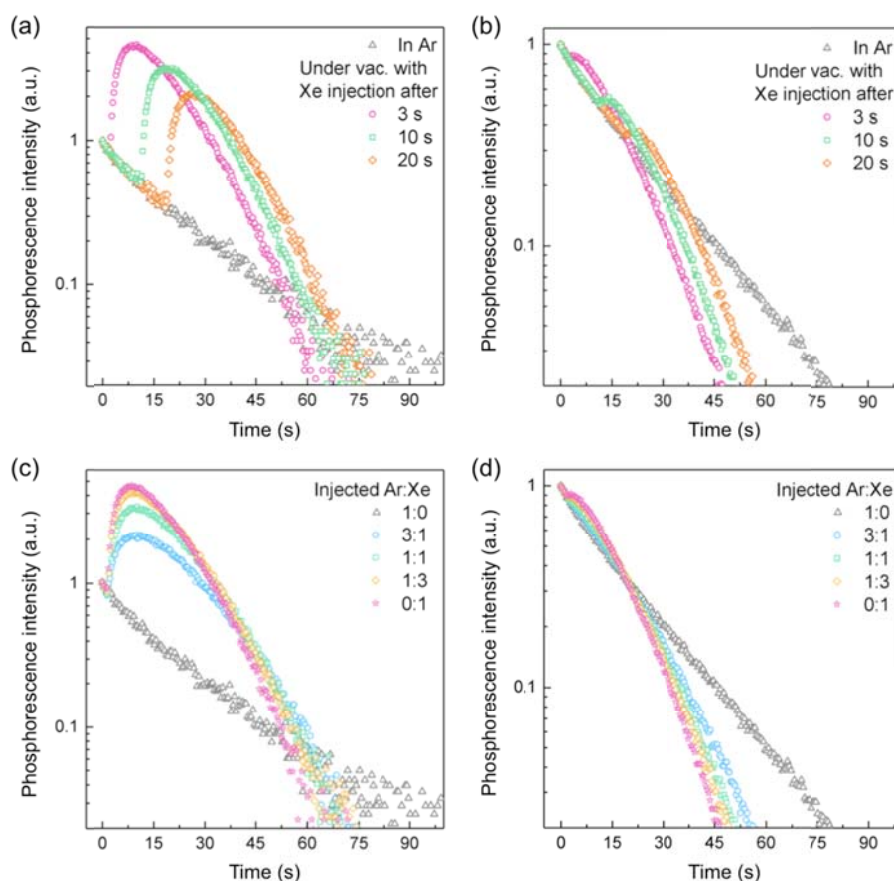 (a)
Phosphorescence intensity (a.u.)
1
0.1
In Ar
Under vac. with
Xe injection after
3 s
10 s
20 s
0 15 30 45 60 75 90
Time (s)
(b)
Phosphorescence intensity (a.u.)
1
0.1
In Ar
Under vac. with
Xe injection after
3 s
10 s
20 s
0 15 30 45 60 75 90
Time (s)
(c)
Phosphorescence intensity (a.u.)
1
0.1
Injected Ar:Xe
1:0
3:1
1:1
1:3
0:1
0 15 30 45 60 75 90
Time (s)
(d)
Phosphorescence intensity (a.u.)
1
0.1
Injected Ar:Xe
1:0
3:1
1:1
1:3
0:1
0 15 30 45 60 75 90
Time (s)